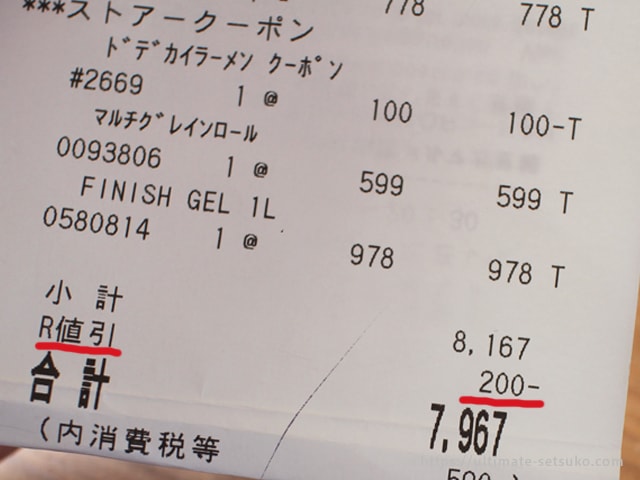 778 778 T
***ストアークーポン
ドデカイラーメン クーポン
#2669 1 @ 100 100-T
マルチグレインロール
0093806 1 @ 599 599 T
FINISH GEL 1L
0580814 1 @ 978 978 T
小 計 8,167
R値引 200-
合 計 7,967
(内消費税等
ultimate-setsuko.com